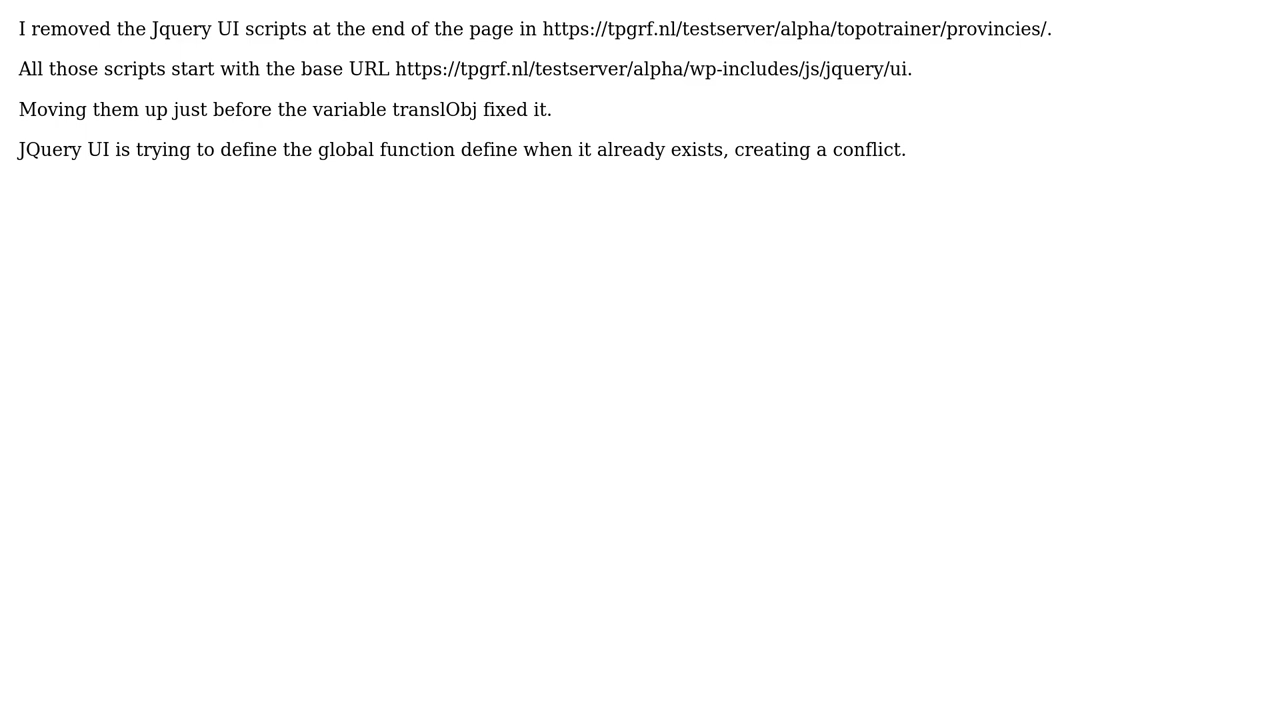 I removed the Jquery UI scripts at the end of the page in https://tpgrf.nl/testserver/alpha/topotrainer/provincies/.
All those scripts start with the base URL https://tpgrf.nl/testserver/alpha/wp-includes/js/jquery/ui.
Moving them up just before the variable translObj fixed it.
JQuery UI is trying to define the global function define when it already exists, creating a conflict.